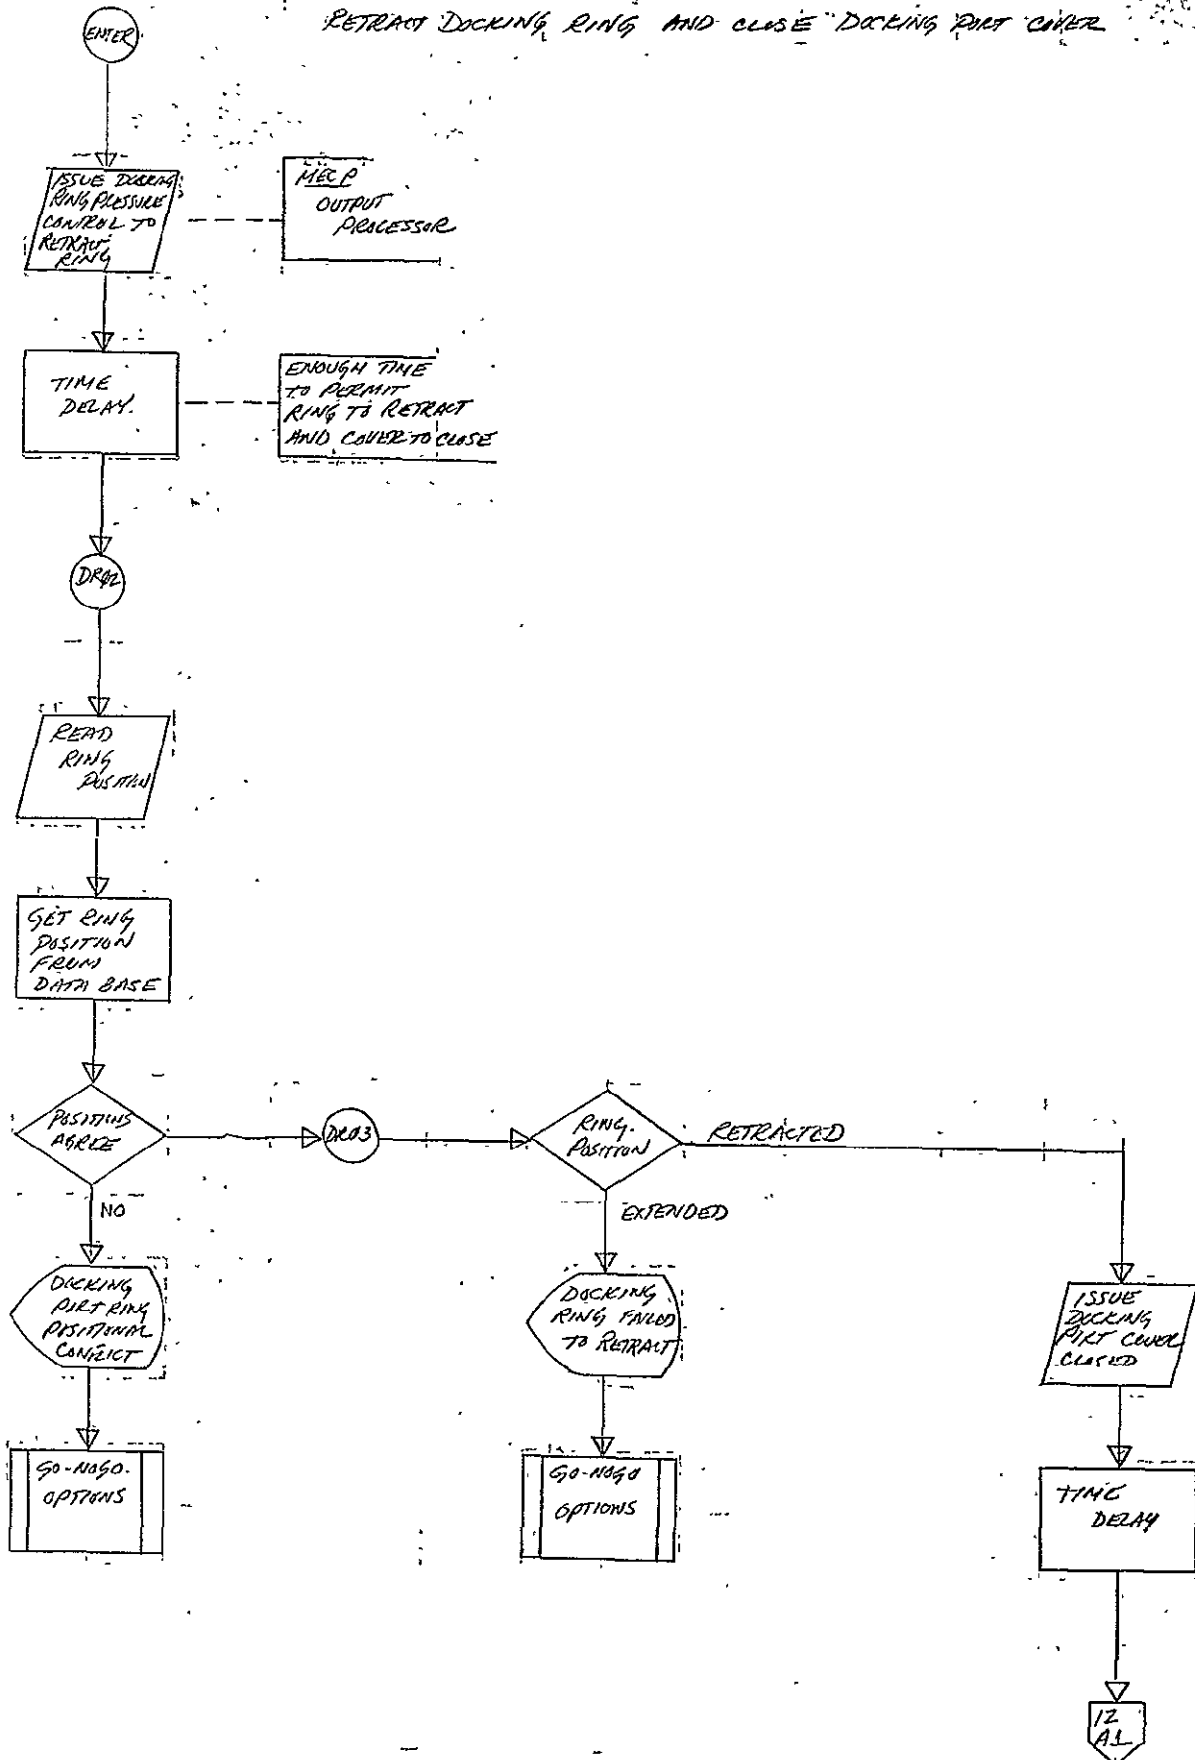 RETRACT DOCKING RING AND CLOSE DOCKING PORT COVER
ENTER
ISSUE DOCKING
RING PRESSURE
CONTROL TO
RETRACT
RING
MECP
OUTPUT
PROCESSOR
TIME
DELAY.
ENOUGH TIME
TO PERMIT
RING TO RETRACT
AND COVER TO CLOSE
DR02
READ
RING
POSITION
GET RING
POSITION
FROM
DATA BASE
POSITIONS
AGREE
DR03
RING.
POSITION
RETRACTED
NO
EXTENDED
DOCKING
PORT RING
POSITIONAL
CONFLICT
DOCKING
RING FAILED
TO RETRACT
ISSUE
DOCKING
PORT COVER
CLOSED
GO-NOGO.
OPTIONS
GO-NOGO
OPTIONS
TIME
DELAY
12
A1